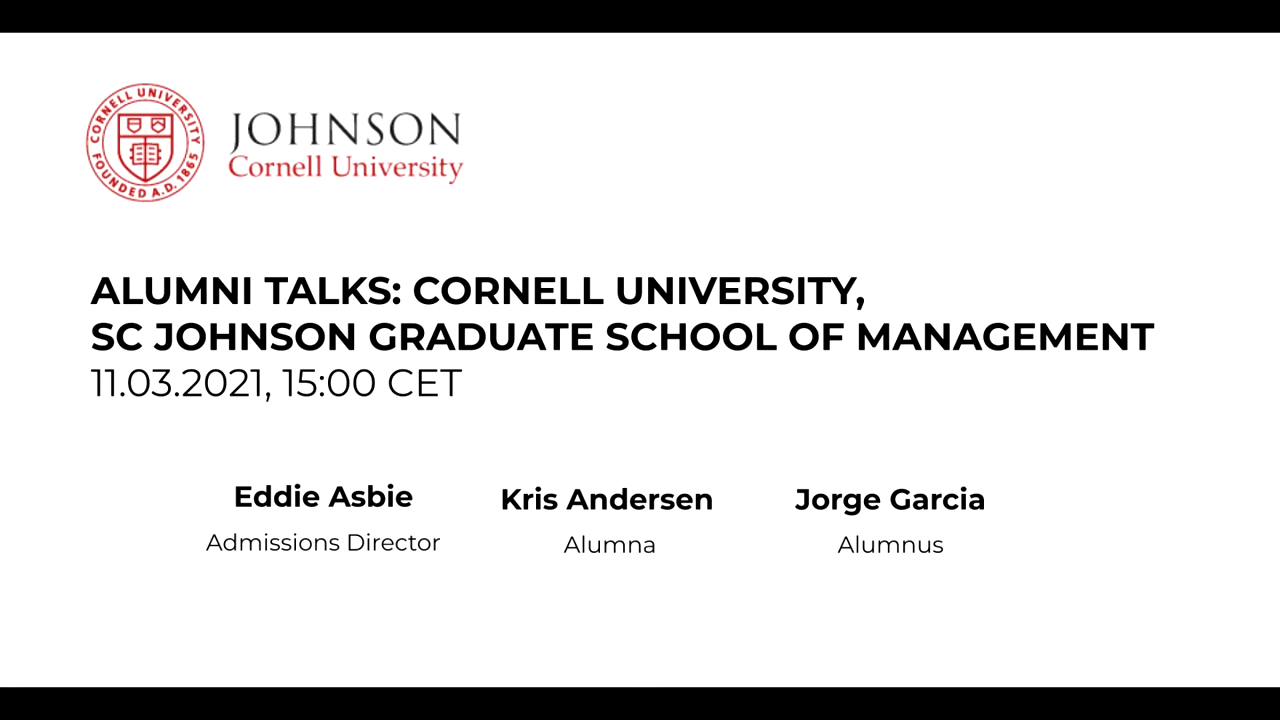 CORNELL UNIVERSITY
FOUNDED A.D. 1865
JOHNSON
Cornell University
ALUMNI TALKS: CORNELL UNIVERSITY,
SC JOHNSON GRADUATE SCHOOL OF MANAGEMENT
11.03.2021, 15:00 CET
Eddie Asbie
Admissions Director
Kris Andersen
Alumna
Jorge Garcia
Alumnus